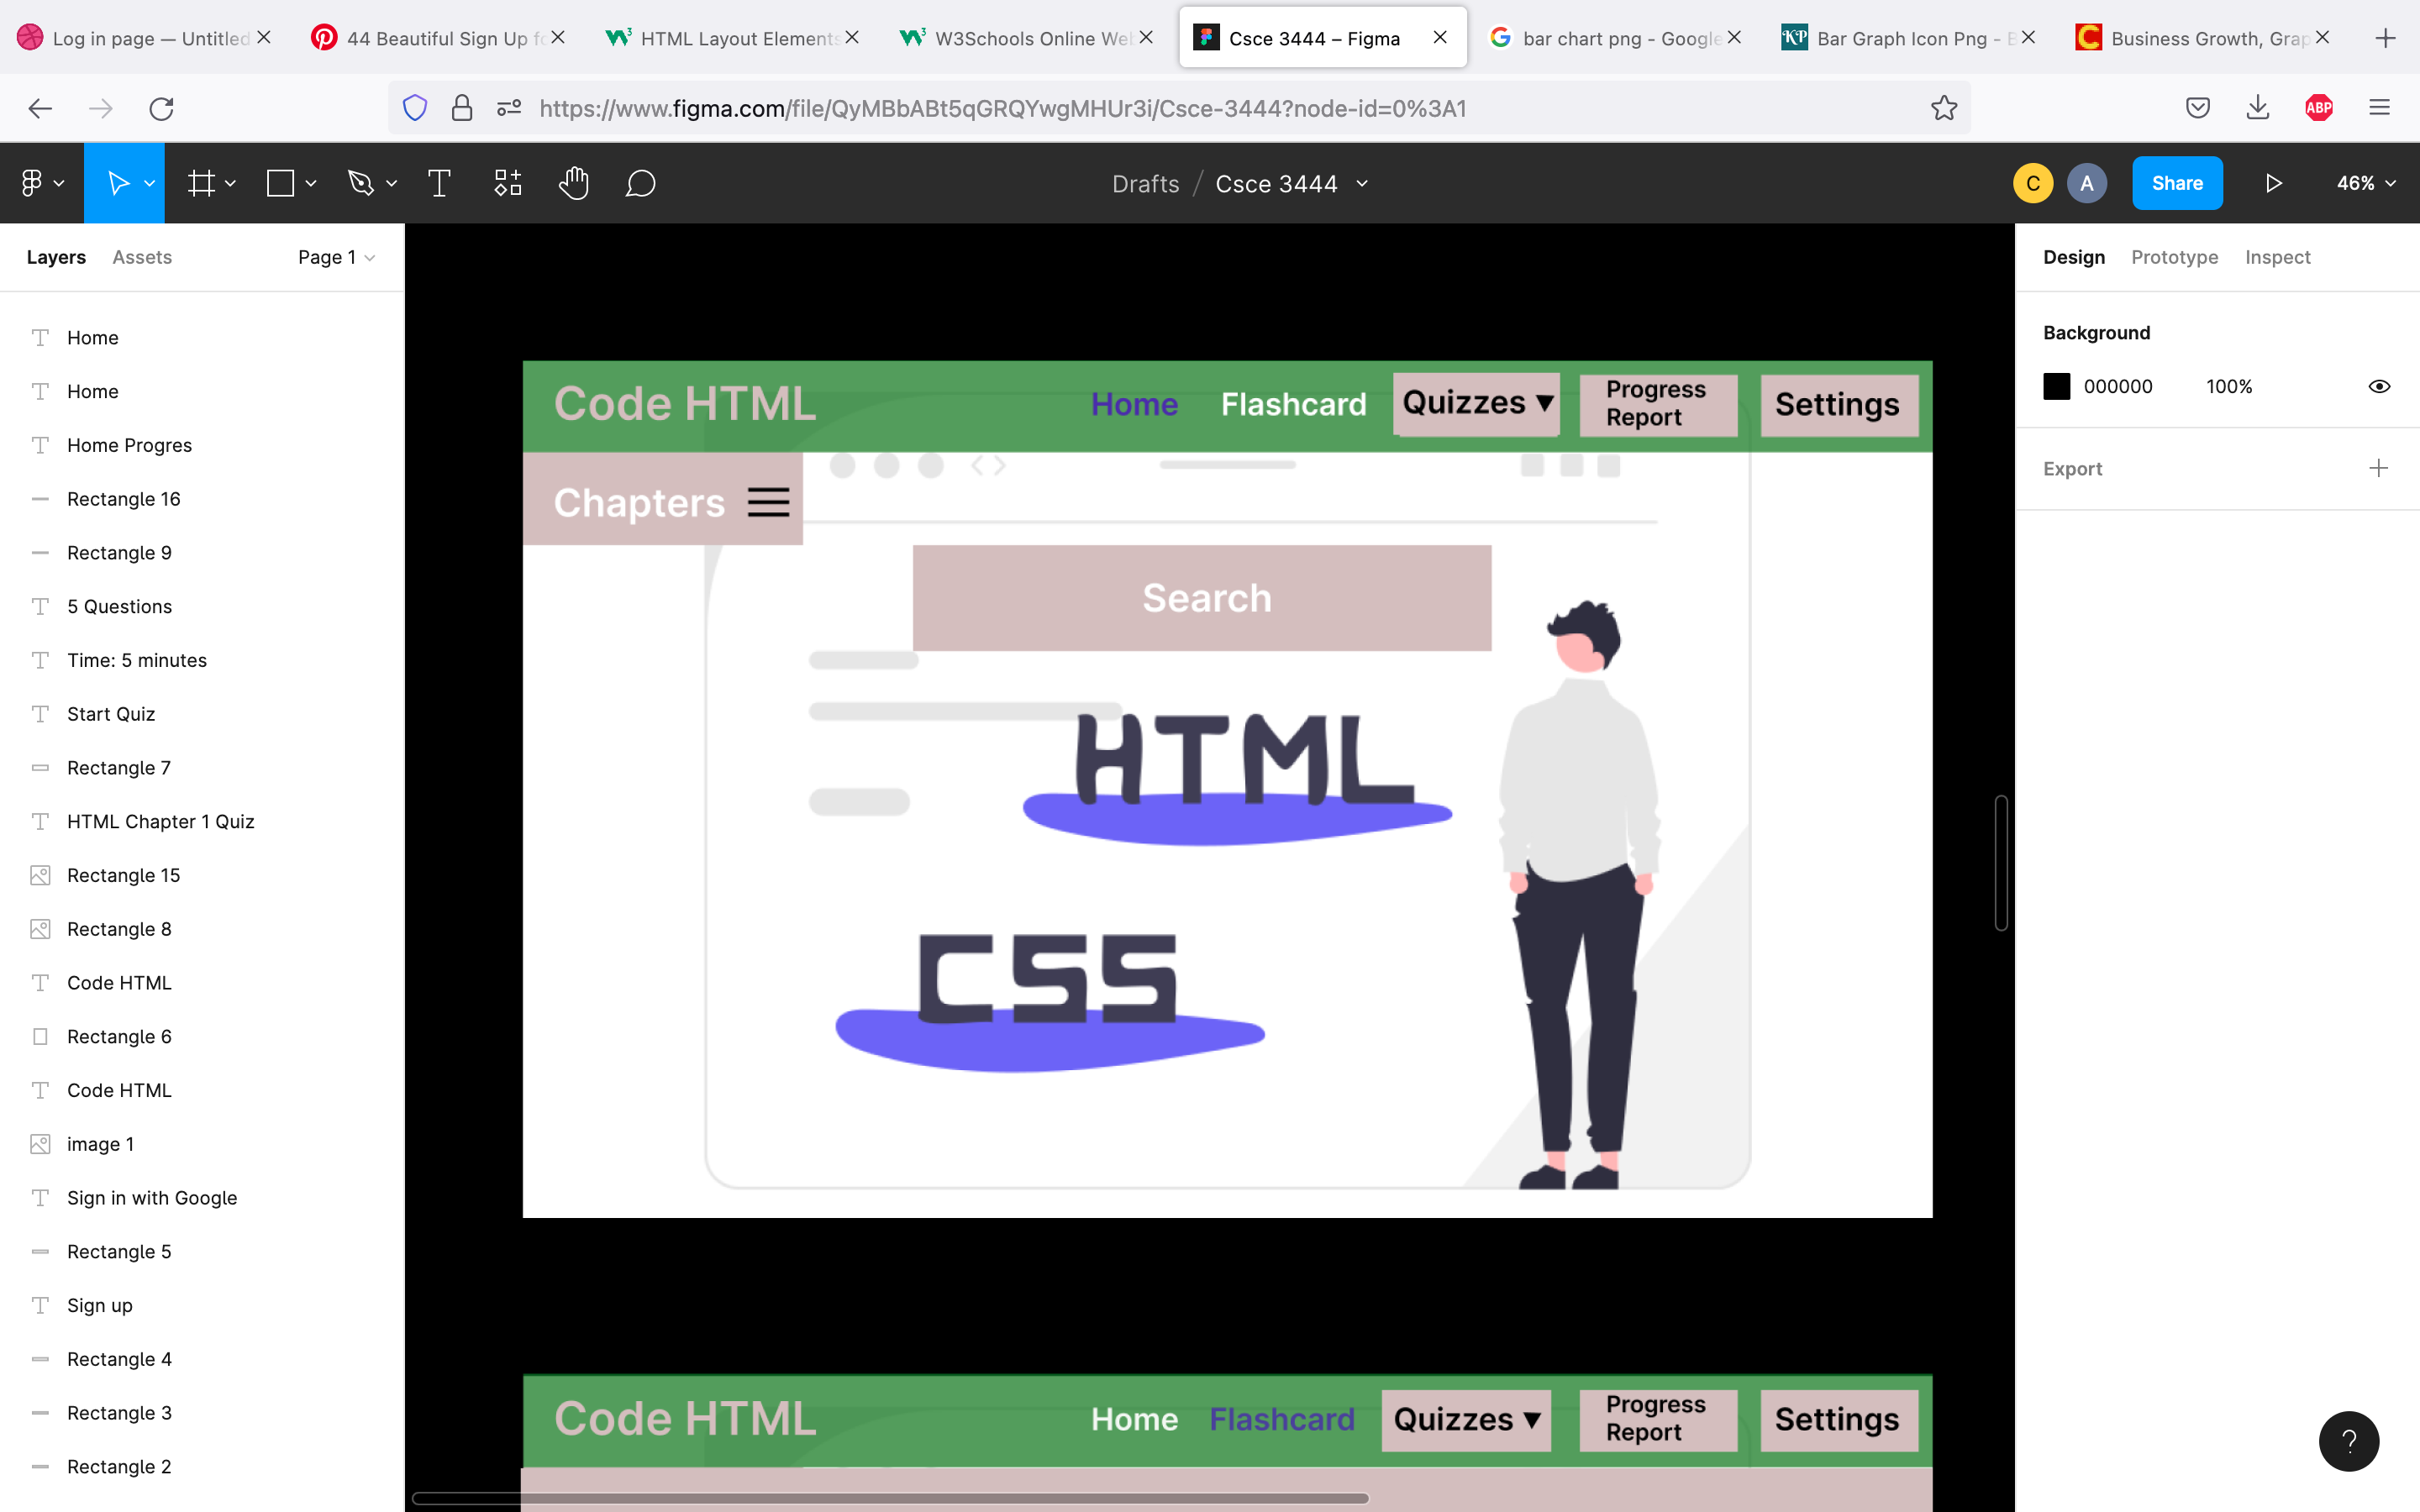 Log in page — Untitled
44 Beautiful Sign Up fo
HTML Layout Elements
W3Schools Online Web
Csce 3444 – Figma
bar chart png - Google
Bar Graph Icon Png - B
Business Growth, Grap
https://www.figma.com/file/QyMBbABt5qGRQYwgMHUr3i/Csce-3444?node-id=0%3A1
ABP
Drafts / Csce 3444
C
A
Share
46%
Layers
Assets
Page 1
Home
Home
Home Progres
Rectangle 16
Rectangle 9
5 Questions
Time: 5 minutes
Start Quiz
Rectangle 7
HTML Chapter 1 Quiz
Rectangle 15
Rectangle 8
Code HTML
Rectangle 6
Code HTML
image 1
Sign in with Google
Rectangle 5
Sign up
Rectangle 4
Rectangle 3
Rectangle 2
Code HTML
Home
Flashcard
Quizzes ▼
Progress
Report
Settings
Chapters
Search
HTML
CSS
Code HTML
Home
Flashcard
Quizzes ▼
Progress
Report
Settings
Design
Prototype
Inspect
Background
000000
100%
Export
?